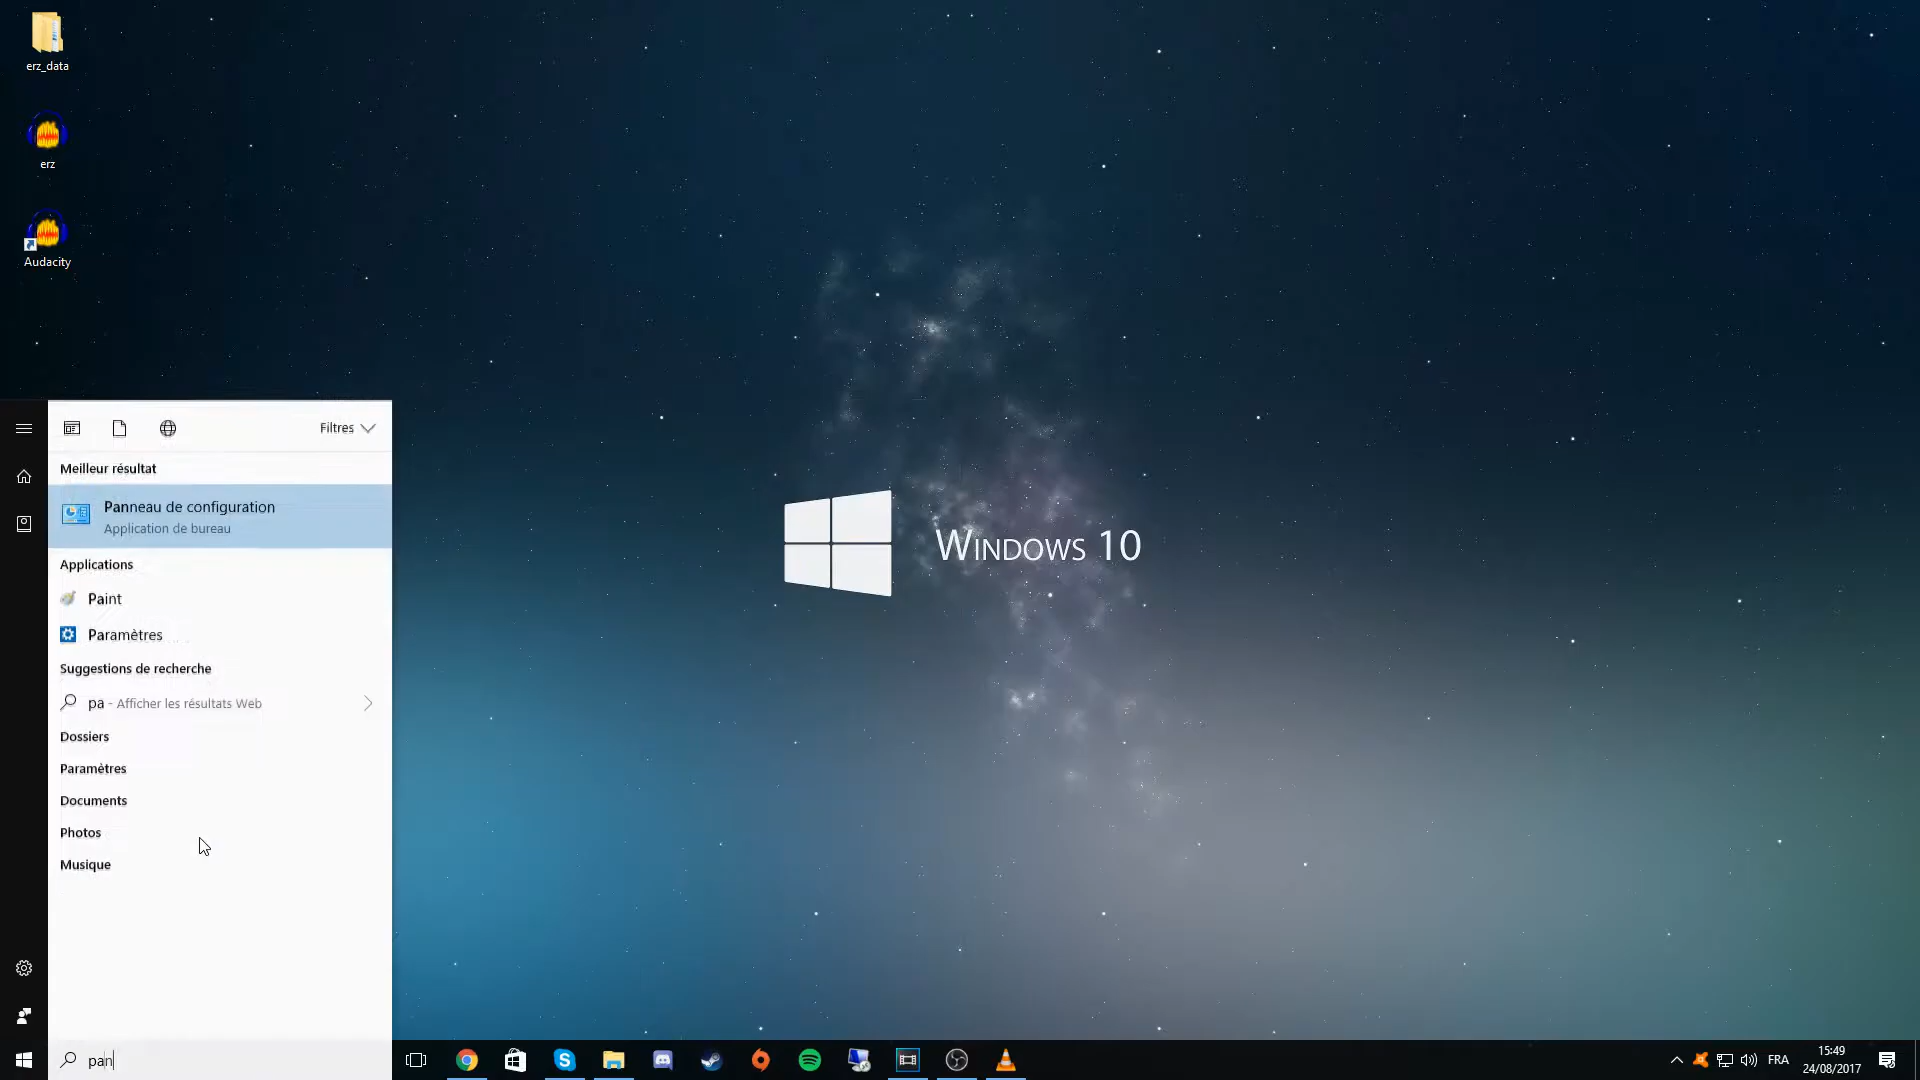 erz_data
erz
Audacity
Filtres
Meilleur résultat
Panneau de configuration
Application de bureau
Applications
Paint
Paramètres
Suggestions de recherche
pa - Afficher les résultats Web
Dossiers
Paramètres
Documents
Photos
Musique
Windows 10
pan
FRA
15:49
24/08/2017